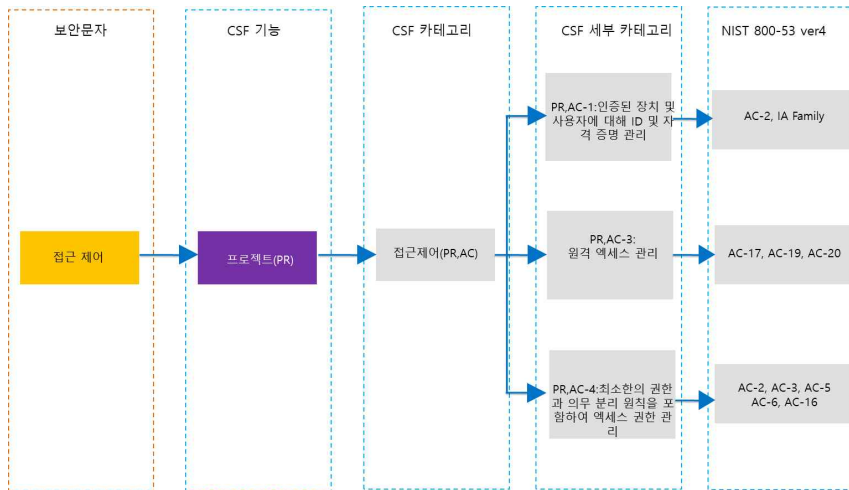 보안문자
CSF 기능
CSF 카테고리
CSF 세부 카테고리
NIST 800-53 ver4
접근 제어
프로젝트(PR)
접근제어(PR,AC)
PR,AC-1:인증된 장치 및
사용자에 대해 ID 및 자
격 증명 관리
AC-2, IA Family
PR,AC-3:
원격 엑세스 관리
AC-17, AC-19, AC-20
PR,AC-4:최소한의 권한
과 의무 분리 원칙을 포
함하여 엑세스 권한 관
리
AC-2, AC-3, AC-5
AC-6, AC-16